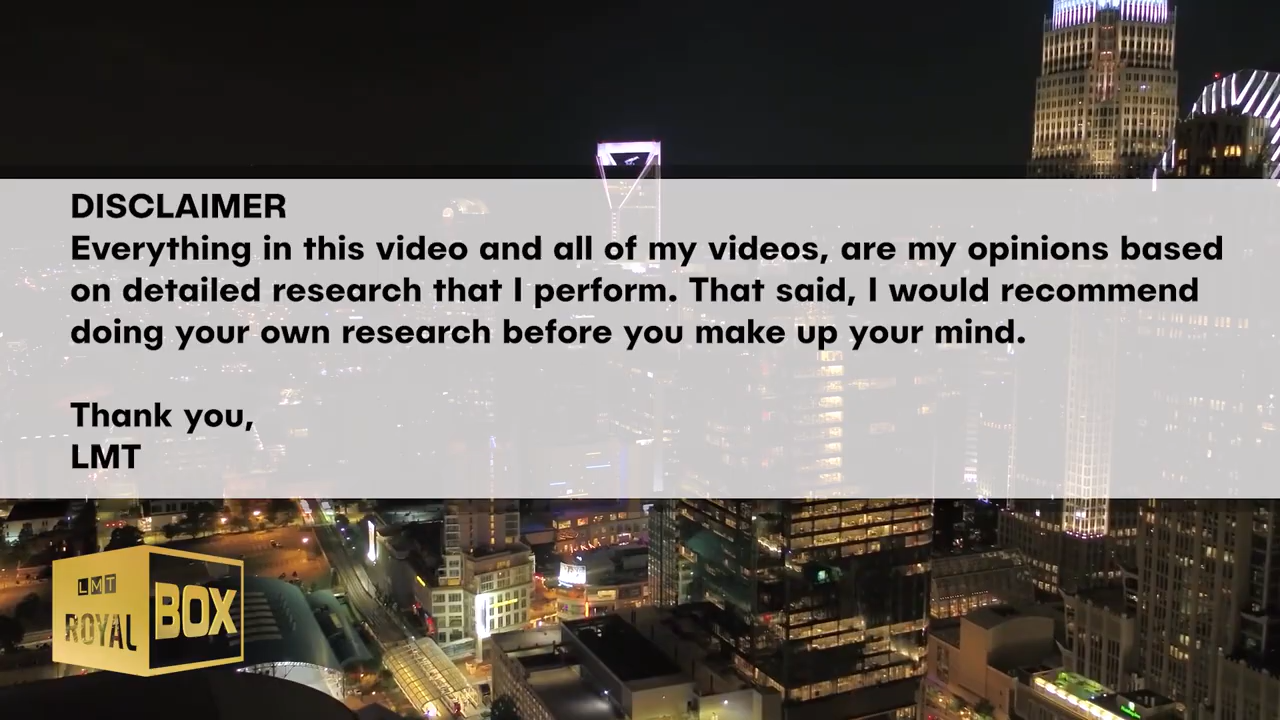 DISCLAIMER
Everything in this video and all of my videos, are my opinions based
on detailed research that I perform. That said, I would recommend
doing your own research before you make up your mind.
Thank you,
LMT
LMT
ROYAL
BOX